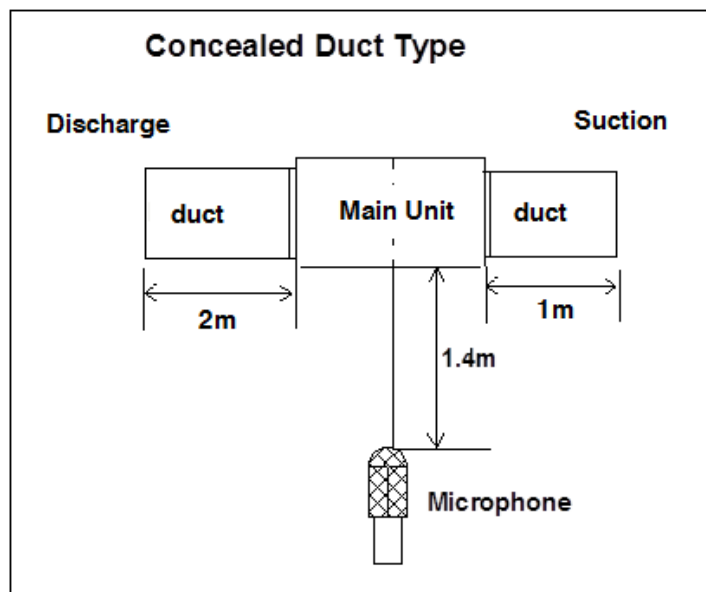 Concealed Duct Type
Discharge
Suction
duct
Main Unit
duct
2m
1m
1.4m
Microphone